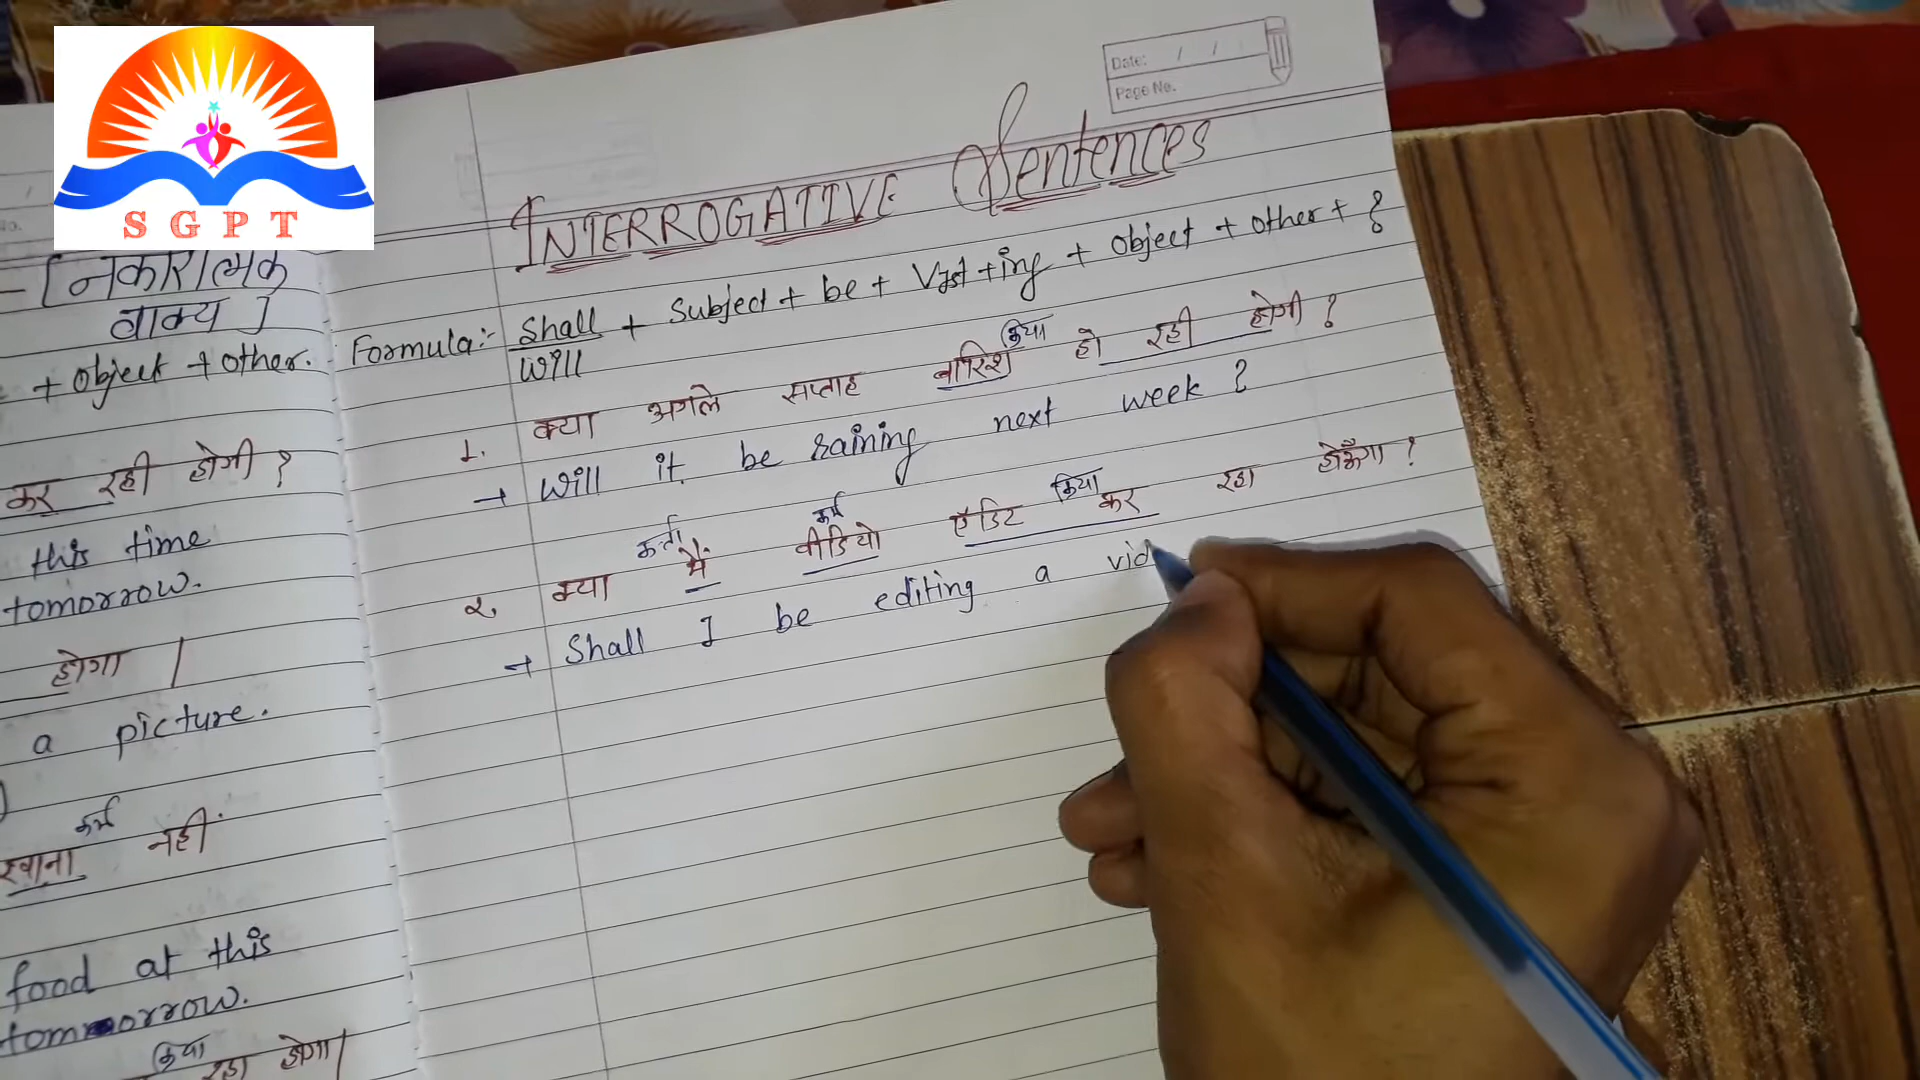 SGPT
Date: / /
Page No.
No.
- [नकारात्मक
वाक्य ]
+ object + other.
कर रही होगी ?
this time
tomorrow.
होगा |
a picture.
कर्म
खाना नहीं
food at this
tomorrow.
क्रिया
रहा होगा |
INTERROGATIVE Sentences
Formula:- Shall + Subject + be + V1st + ing + object + other + ?
will
क्रिया
1. क्या अगले सप्ताह बारिश हो रही होगी ?
→ will it be raining next week ?
कर्ता कर्म क्रिया
2. क्या मैं वीडियो एडिट कर रहा होऊँगा ?
→ Shall I be editing a vid